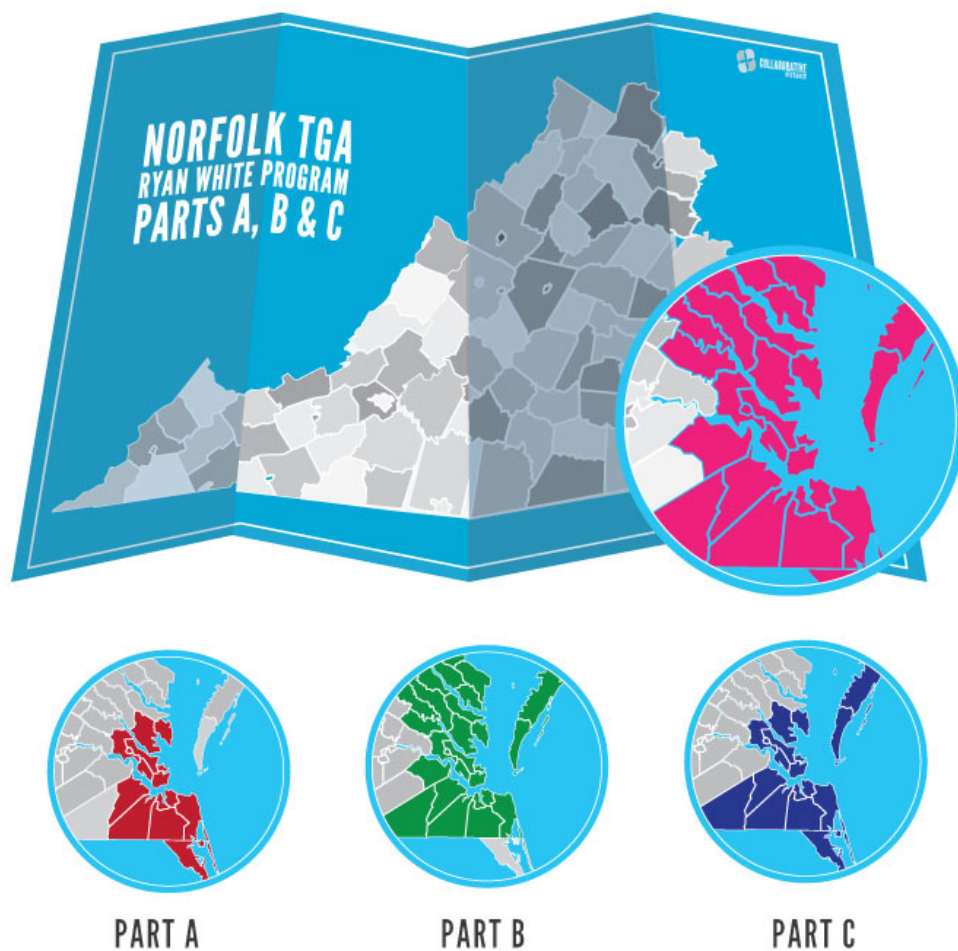 COLLABORATIVE
NORFOLK TGA
RYAN WHITE PROGRAM
PARTS A, B & C
PART A
PART B
PART C